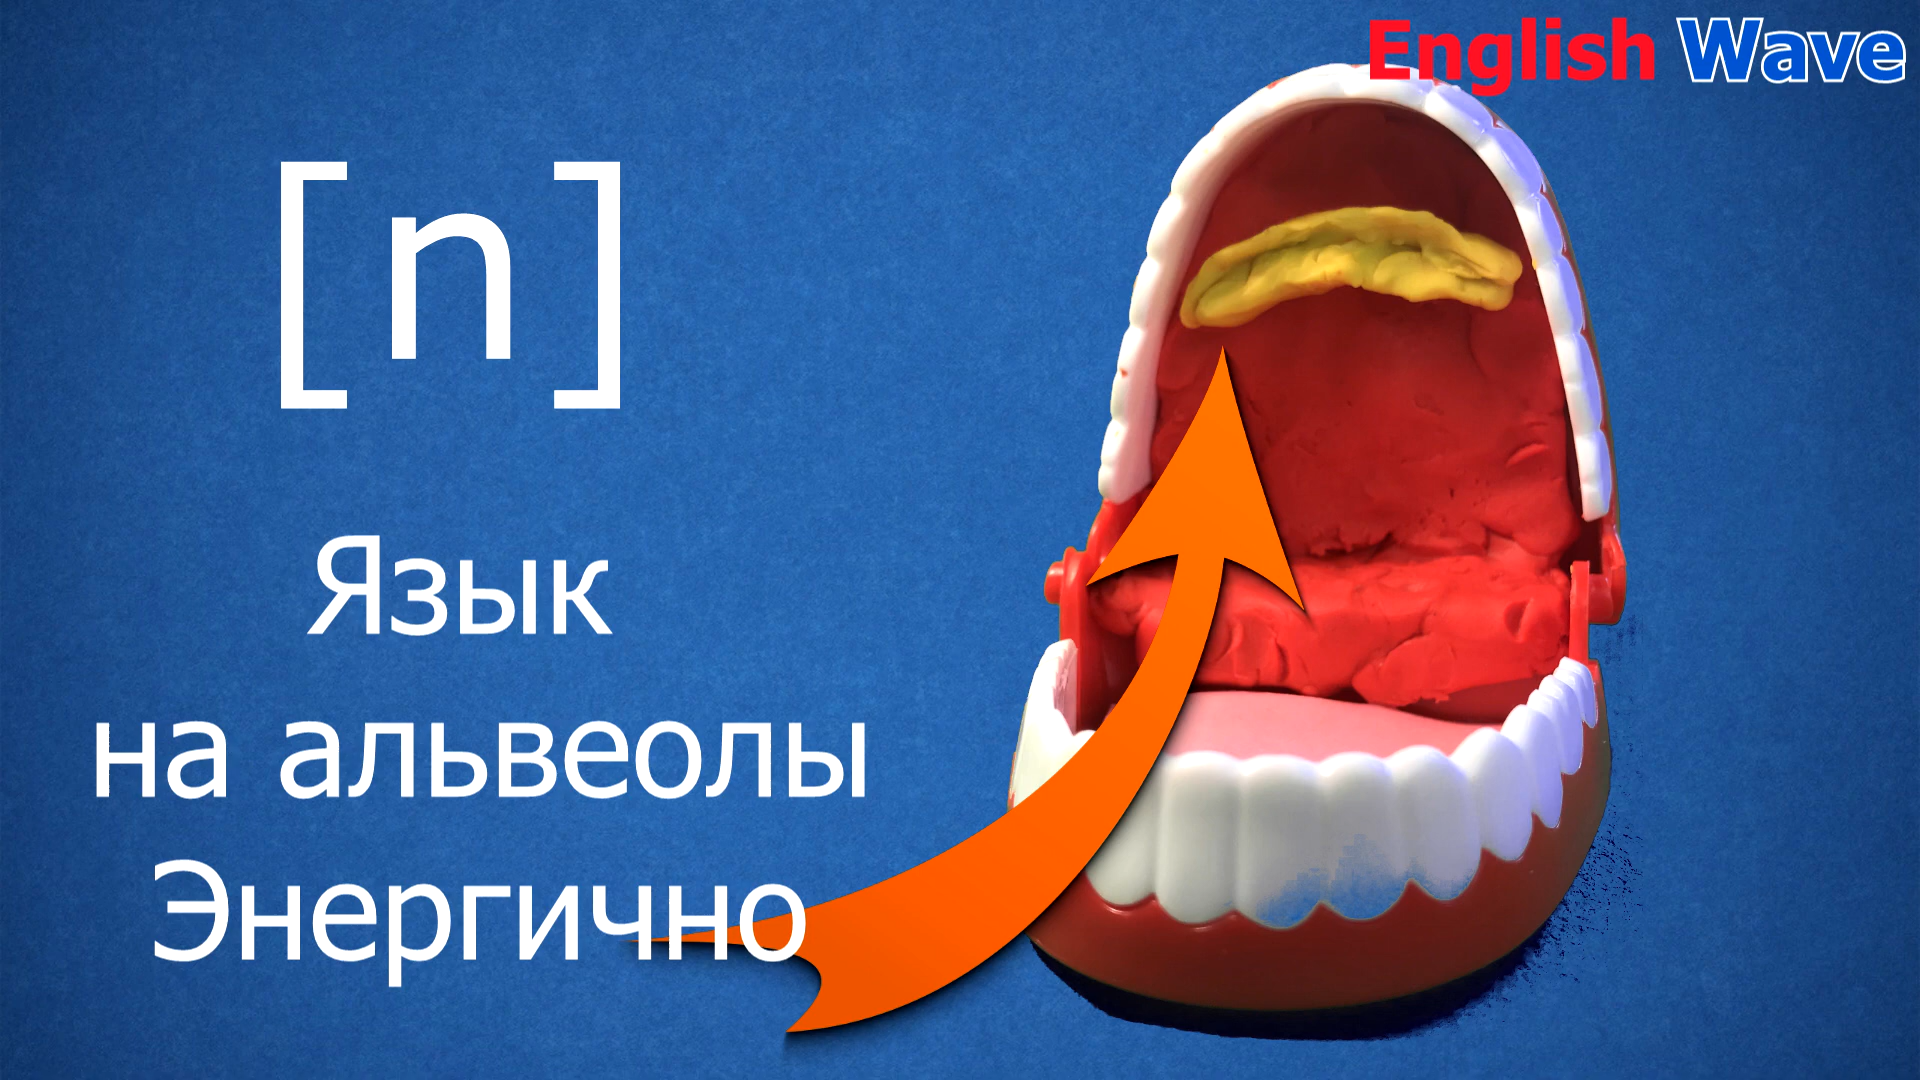 English Wave
[n]
Язык
на альвеолы
Энергично